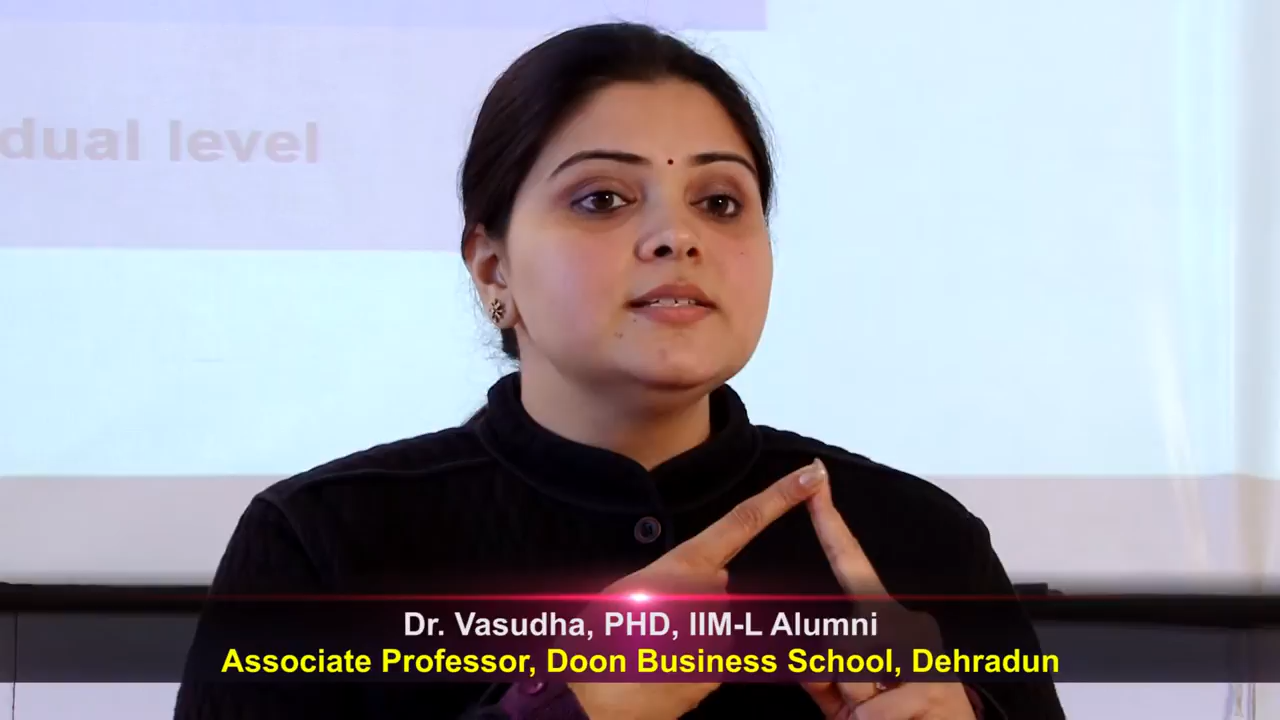 dual level
Dr. Vasudha, PHD, IIM-L Alumni
Associate Professor, Doon Business School, Dehradun